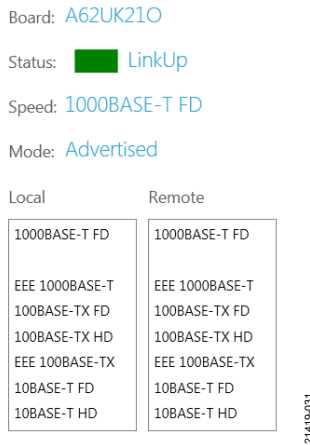 Board: A62UK21O
Status: LinkUp
Speed: 1000BASE-T FD
Mode: Advertised
Local Remote
1000BASE-T FD 1000BASE-T FD
EEE 1000BASE-T EEE 1000BASE-T
100BASE-TX FD 100BASE-TX FD
100BASE-TX HD 100BASE-TX HD
EEE 100BASE-TX EEE 100BASE-TX
10BASE-T FD 10BASE-T FD
10BASE-T HD 10BASE-T HD
21419-031